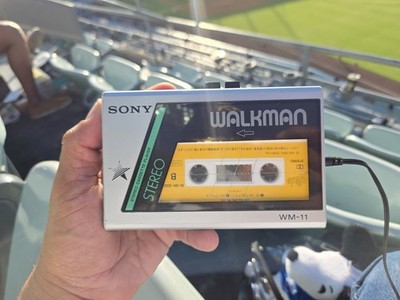 SONY
WALKMAN
STEREO
B
WM-11